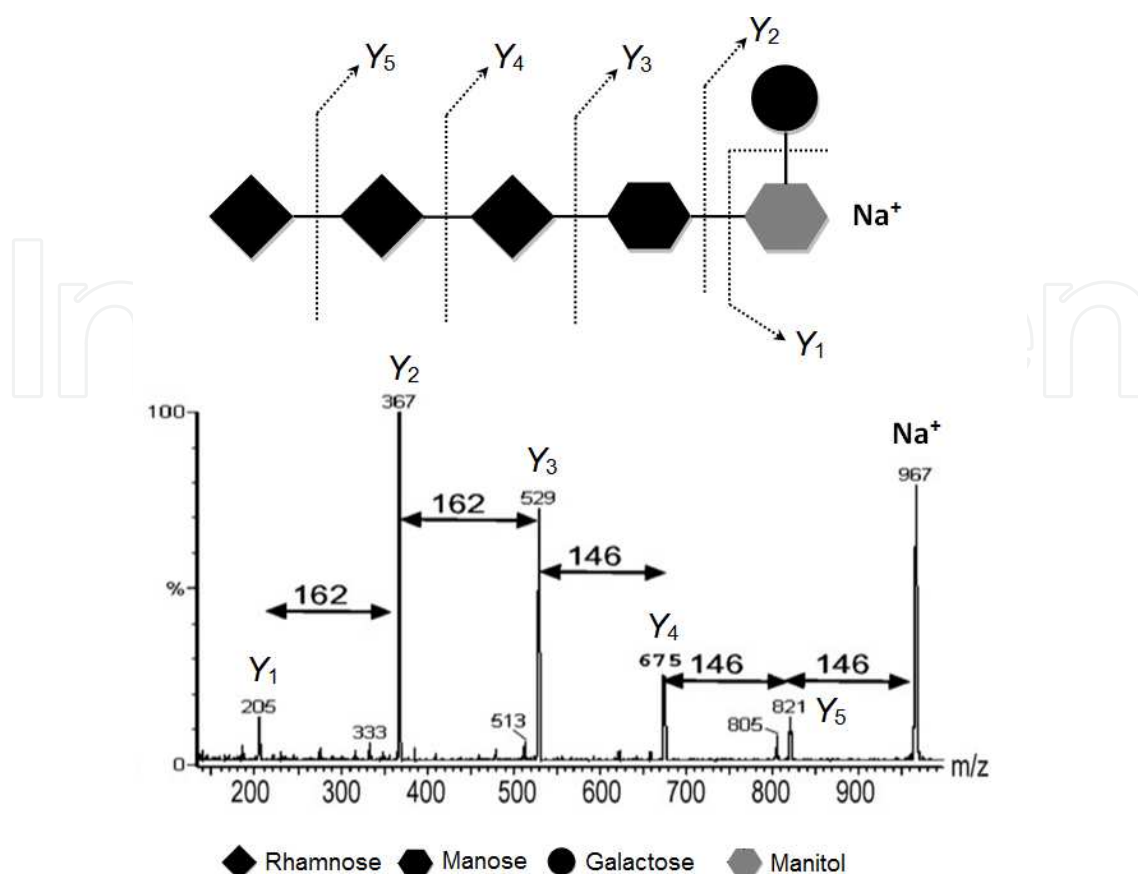 Y2
Y5 Y4 Y3
Na+
Y1
Y2
100 367
Na+
967
Y3
529
162
146
162
%
Y4
675
146 146
Y1
205
821 Y5
805
513
333
0
200 300 400 500 600 700 800 900 m/z
Rhamnose Manose Galactose Manitol